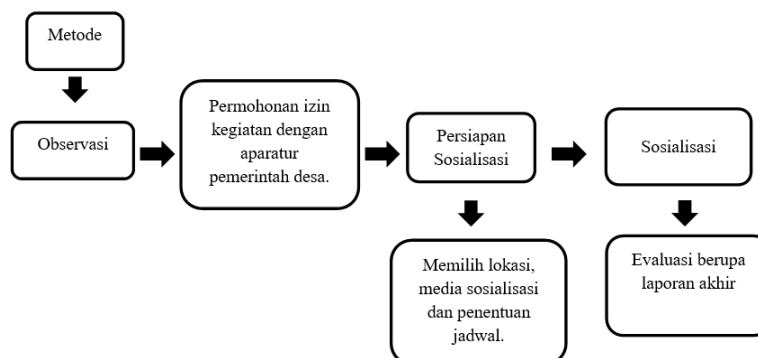 Metode
Observasi
Permohonan izin
kegiatan dengan
aparatur
pemerintah desa.
Persiapan
Sosialisasi
Sosialisasi
Memilih lokasi,
media sosialisasi
dan penentuan
jadwal.
Evaluasi berupa
laporan akhir